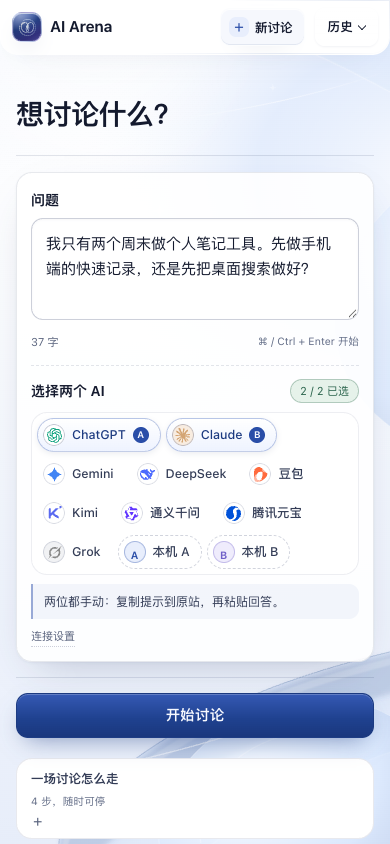 AI Arena
+ 新讨论
历史
想讨论什么？
问题
我只有两个周末做个人笔记工具。先做手机
端的快速记录，还是先把桌面搜索做好？
37 字
⌘ / Ctrl + Enter 开始
选择两个 AI
2 / 2 已选
ChatGPT A
Claude B
Gemini
DeepSeek
豆包
Kimi
通义千问
腾讯元宝
Grok
A 本机 A
B 本机 B
两位都手动：复制提示到原站，再粘贴回答。
连接设置
开始讨论
一场讨论怎么走
4 步，随时可停
+